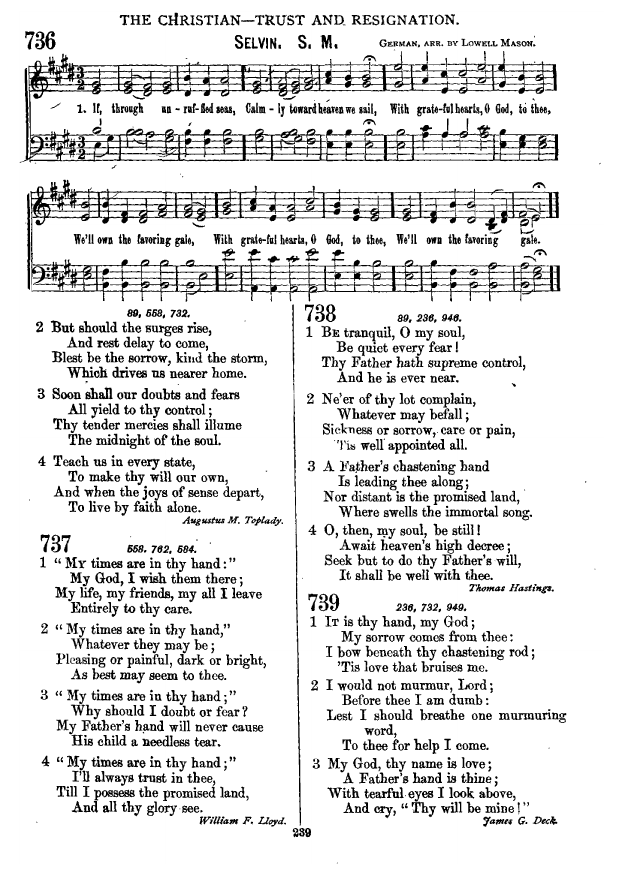 THE CHRISTIAN—TRUST AND RESIGNATION.
736
SELVIN. S. M.
GERMAN, ARR. BY LOWELL MASON.
1. If, through un - ruf - fled seas, Calm - ly toward heaven we sail, With grate-ful hearts, O God, to thee,
We'll own the favoring gale, With grate-ful hearts, O God, to thee, We'll own the favoring gale.
89, 558, 732.
2 But should the surges rise,
And rest delay to come,
Blest be the sorrow, kind the storm,
Which drives us nearer home.
3 Soon shall our doubts and fears
All yield to thy control;
Thy tender mercies shall illume
The midnight of the soul.
4 Teach us in every state,
To make thy will our own,
And when the joys of sense depart,
To live by faith alone.
Augustus M. Toplady.
737
558. 762, 584.
1 "MY times are in thy hand:"
My God, I wish them there;
My life, my friends, my all I leave
Entirely to thy care.
2 "My times are in thy hand,"
Whatever they may be;
Pleasing or painful, dark or bright,
As best may seem to thee.
3 "My times are in thy hand;"
Why should I doubt or fear?
My Father's hand will never cause
His child a needless tear.
4 "My times are in thy hand;"
I'll always trust in thee,
Till I possess the promised land,
And all thy glory see.
William F. Lloyd.
738
89, 236, 946.
1 BE tranquil, O my soul,
Be quiet every fear!
Thy Father hath supreme control,
And he is ever near.
2 Ne'er of thy lot complain,
Whatever may befall;
Sickness or sorrow, care or pain,
'Tis well appointed all.
3 A Father's chastening hand
Is leading thee along;
Nor distant is the promised land,
Where swells the immortal song.
4 O, then, my soul, be still!
Await heaven's high decree;
Seek but to do thy Father's will,
It shall be well with thee.
Thomas Hastings.
739
236, 732, 949.
1 IT is thy hand, my God;
My sorrow comes from thee:
I bow beneath thy chastening rod;
'Tis love that bruises me.
2 I would not murmur, Lord;
Before thee I am dumb:
Lest I should breathe one murmuring
word,
To thee for help I come.
3 My God, thy name is love;
A Father's hand is thine;
With tearful eyes I look above,
And cry, "Thy will be mine!"
James G. Deck.
239